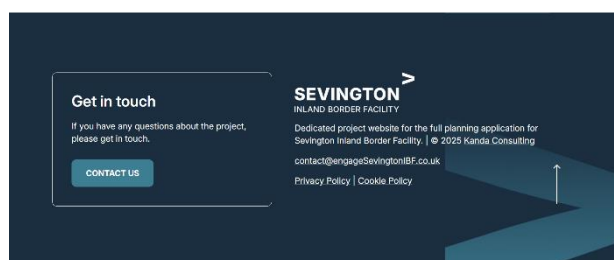 Get in touch
If you have any questions about the project,
please get in touch.
CONTACT US
SEVINGTON
INLAND BORDER FACILITY
Dedicated project website for the full planning application for
Sevington Inland Border Facility. | © 2025 Kanda Consulting
contact@engageSevingtonIBF.co.uk
Privacy Policy | Cookie Policy